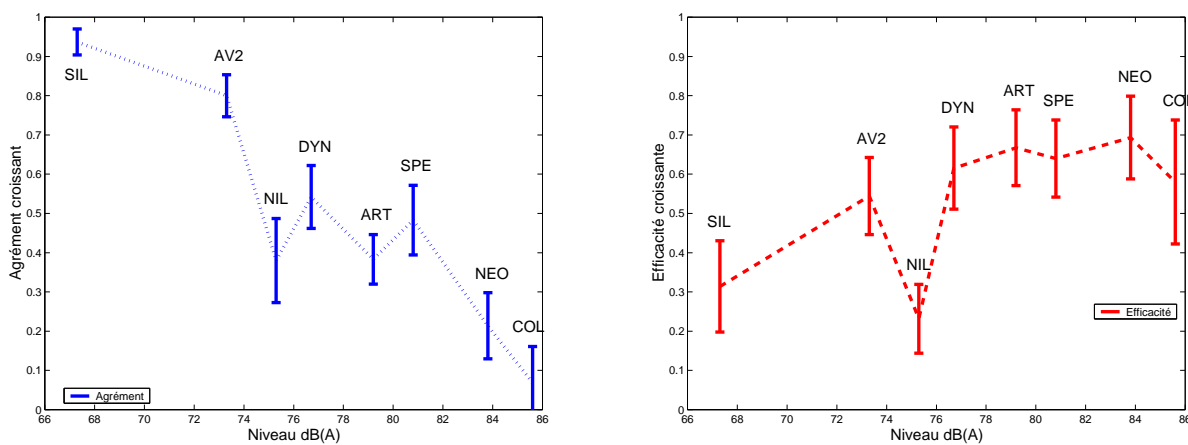 1
0.9
0.8
0.7
0.6
0.5
0.4
0.3
0.2
0.1
0
Agrément croissant
SIL
AV2
NIL
DYN
ART
SPE
NEO
COL
Agrément
66 68 70 72 74 76 78 80 82 84 86
Niveau dB(A)
1
0.9
0.8
0.7
0.6
0.5
0.4
0.3
0.2
0.1
0
Efficacité croissante
SIL
AV2
NIL
DYN
ART
SPE
NEO
COL
Efficacité
66 68 70 72 74 76 78 80 82 84 86
Niveau dB(A)